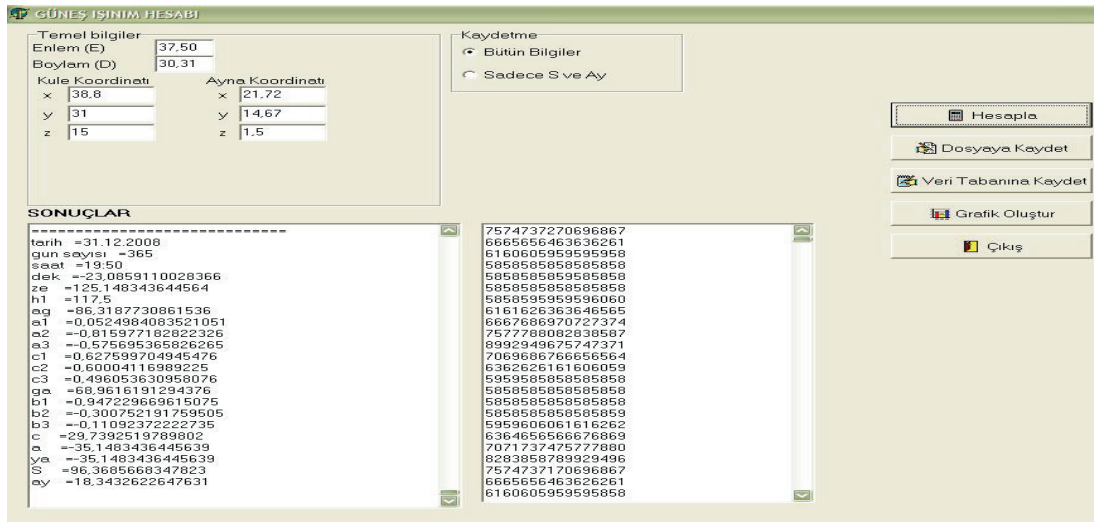 GÜNEŞ IŞINIM HESABI
Temel bilgiler
Enlem (E) 37,50
Boylam (D) 30,31
Kule Koordinatı Ayna Koordinatı
x 38,8 x 21,72
y 31 y 14,67
z 15 z 1,5
Kaydetme
Bütün Bilgiler
Sadece S ve Ay
Hesapla
Dosyaya Kaydet
Veri Tabanına Kaydet
Grafik Oluştur
Çıkış
SONUÇLAR
------------------------------
tarih =31.12.2008
gun sayısı =365
saat =19:50
dek =-23,0859110028366
ze =125,148343644564
h1 =117,5
ag =86,3187730861536
a1 =0,0524984083521051
a2 =-0,815977182822326
a3 =-0,575695365826265
c1 =0,627599704945476
c2 =0,60004116989225
c3 =0,496053630958076
ga =68,9616191294376
b1 =0,947229669615075
b2 =-0,300752191759505
b3 =-0,11092372222735
c =29,7392519789802
a =-35,1483436445639
ya =-35,1483436445639
S =96,3685668347823
ay =18,3432622647631
7574737270696867
6665656463636261
6160605959595958
5858585858585858
5858585859585858
5858585858585858
5858595959596060
6161626363646565
6667686970727374
7577788082838587
8992949675747371
7069686766656564
6362626161606059
5959585858585858
5858585858585858
5858585858585858
5858585858585859
5959606061616262
6364656566676869
7071737475777880
8283858789929496
7574737170696867
6665656463626261
6160605959595858